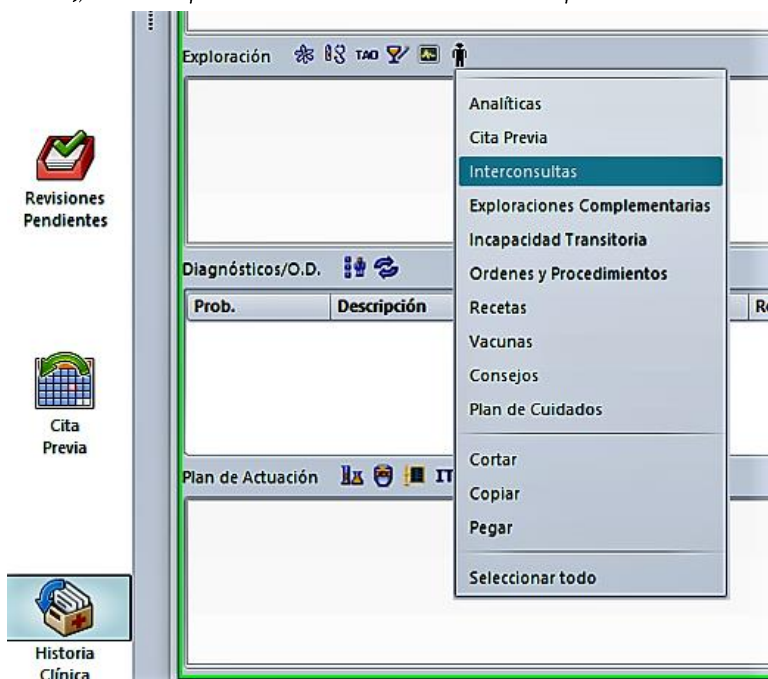 Exploración TAO
Analíticas
Cita Previa
Interconsultas
Exploraciones Complementarias
Incapacidad Transitoria
Ordenes y Procedimientos
Recetas
Vacunas
Consejos
Plan de Cuidados
Cortar
Copiar
Pegar
Seleccionar todo
Revisiones
Pendientes
Diagnósticos/O.D.
Prob. Descripción
Cita
Previa
Plan de Actuación IT
Historia
Clínica